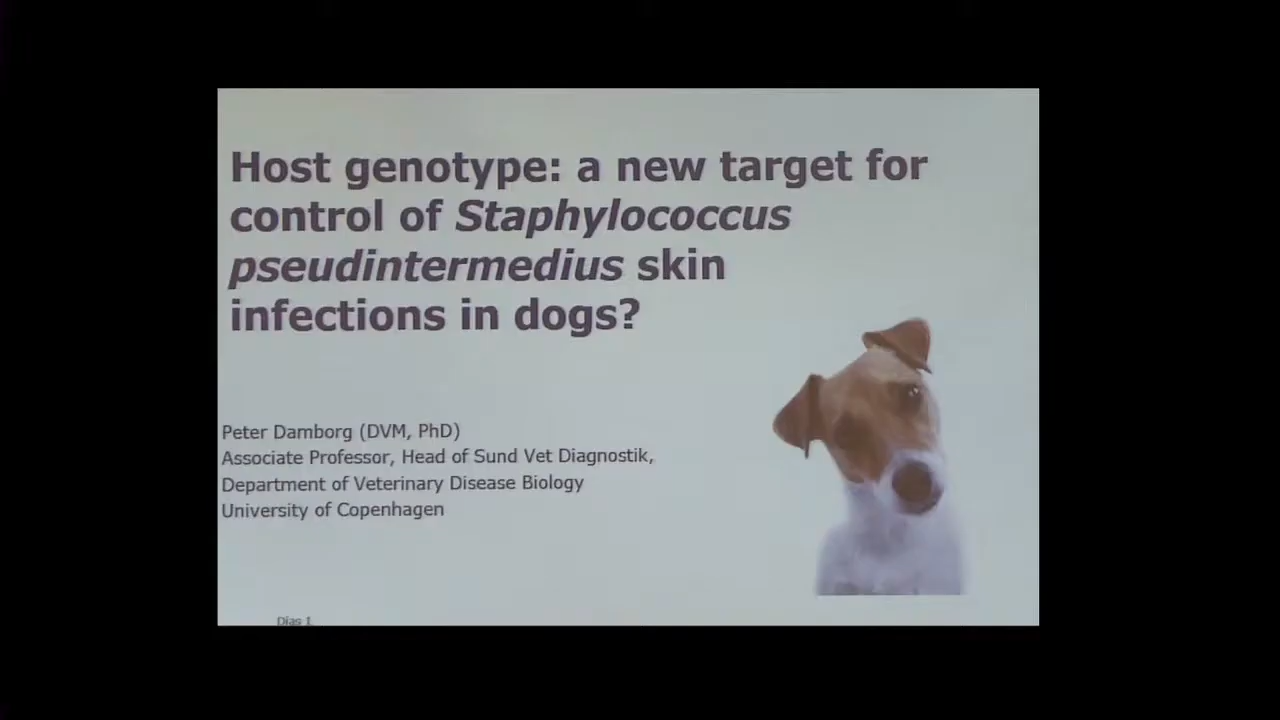 Host genotype: a new target for
control of Staphylococcus
pseudintermedius skin
infections in dogs?
Peter Damborg (DVM, PhD)
Associate Professor, Head of Sund Vet Diagnostik,
Department of Veterinary Disease Biology
University of Copenhagen
Dias 1